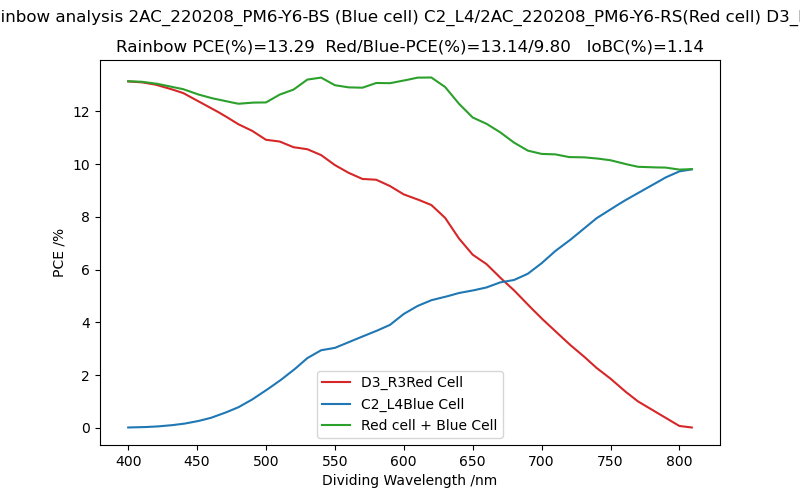 inbow analysis 2AC_220208_PM6-Y6-BS (Blue cell) C2_L4/2AC_220208_PM6-Y6-RS(Red cell) D3_
Rainbow PCE(%)=13.29 Red/Blue-PCE(%)=13.14/9.80 IoBC(%)=1.14
12
10
8
6
4
2
0
PCE /%
D3_R3Red Cell
C2_L4Blue Cell
Red cell + Blue Cell
400 450 500 550 600 650 700 750 800
Dividing Wavelength /nm